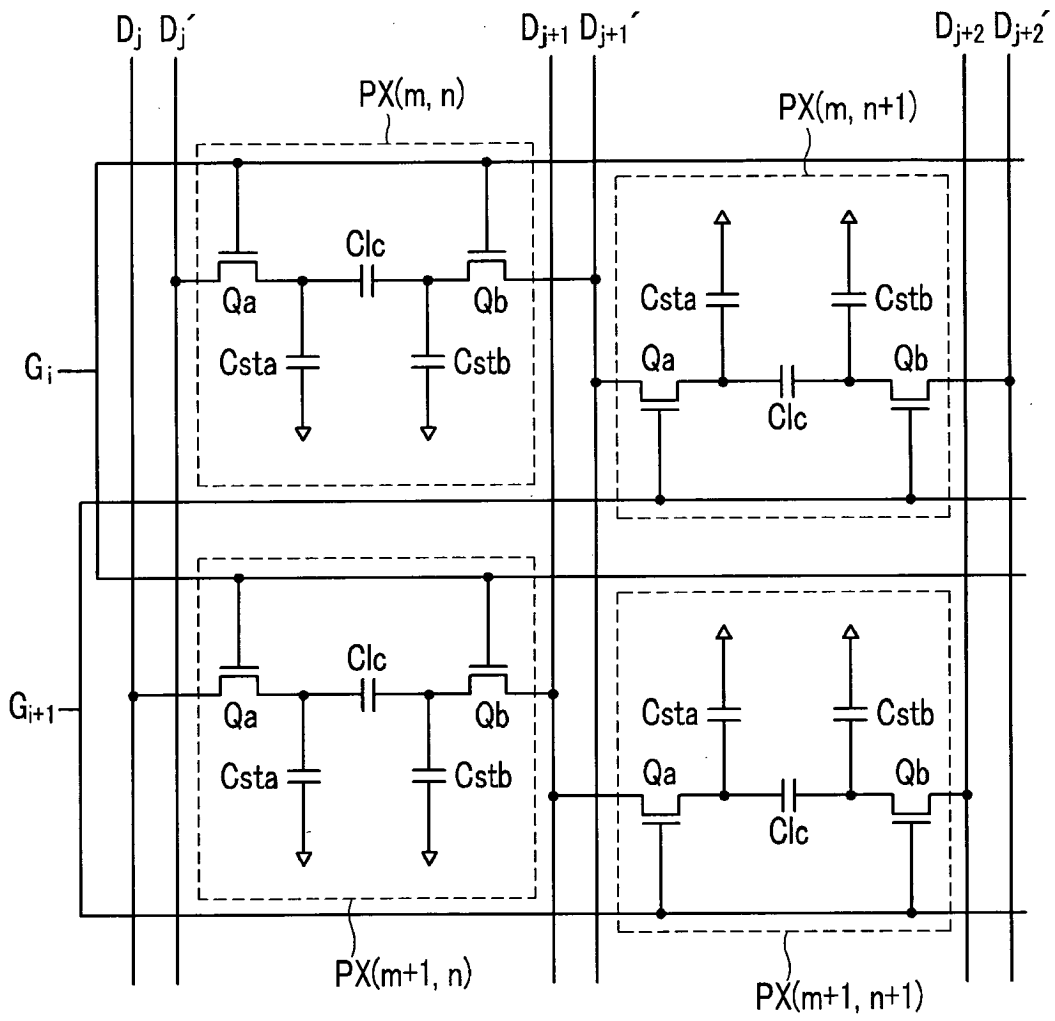 Dj Dj′ Dj+1 Dj+1′ Dj+2 Dj+2′
PX(m, n)
PX(m, n+1)
Clc
Qa Qb
Csta Cstb
Csta Cstb
Gi
Qa Qb
Clc
Clc
Qa Qb
Csta Cstb
Gi+1
Csta Cstb
Qa Qb
Clc
PX(m+1, n)
PX(m+1, n+1)